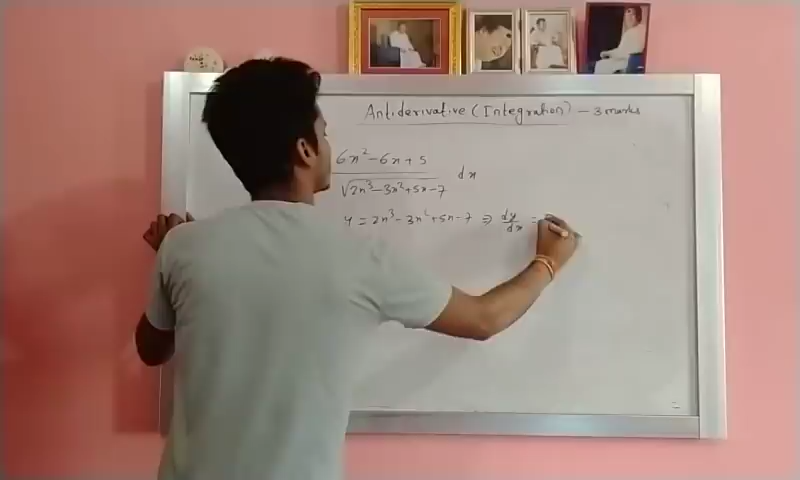 Antiderivative (Integration) - 3 marks
6x² - 6x + 5
dx
√2x³ - 3x² + 5x - 7
y = 2x³ - 3x² + 5x - 7 ⇒ dy/dx =